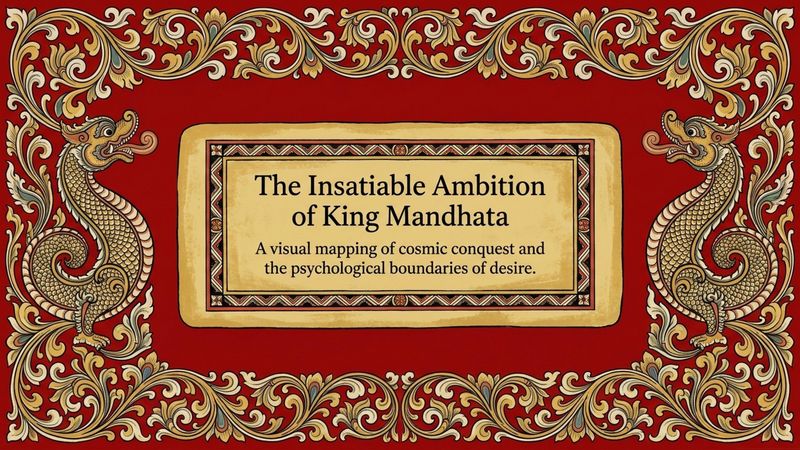 The Insatiable Ambition
of King Mandhata
A visual mapping of cosmic conquest and
the psychological boundaries of desire.